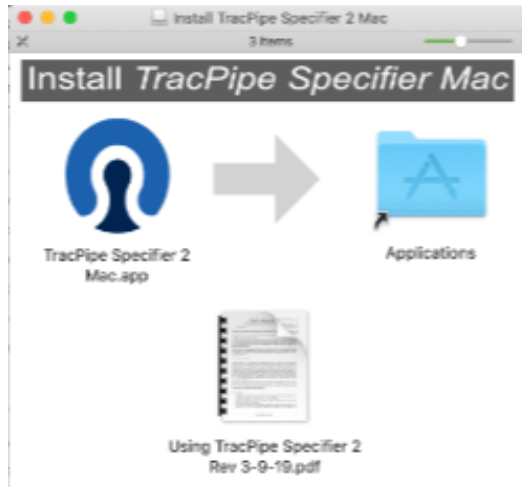 Install TracPipe Specifier 2 Mac
3 items
Install TracPipe Specifier Mac
TracPipe Specifier 2
Mac.app
Applications
Using TracPipe Specifier 2
Rev 3-9-19.pdf